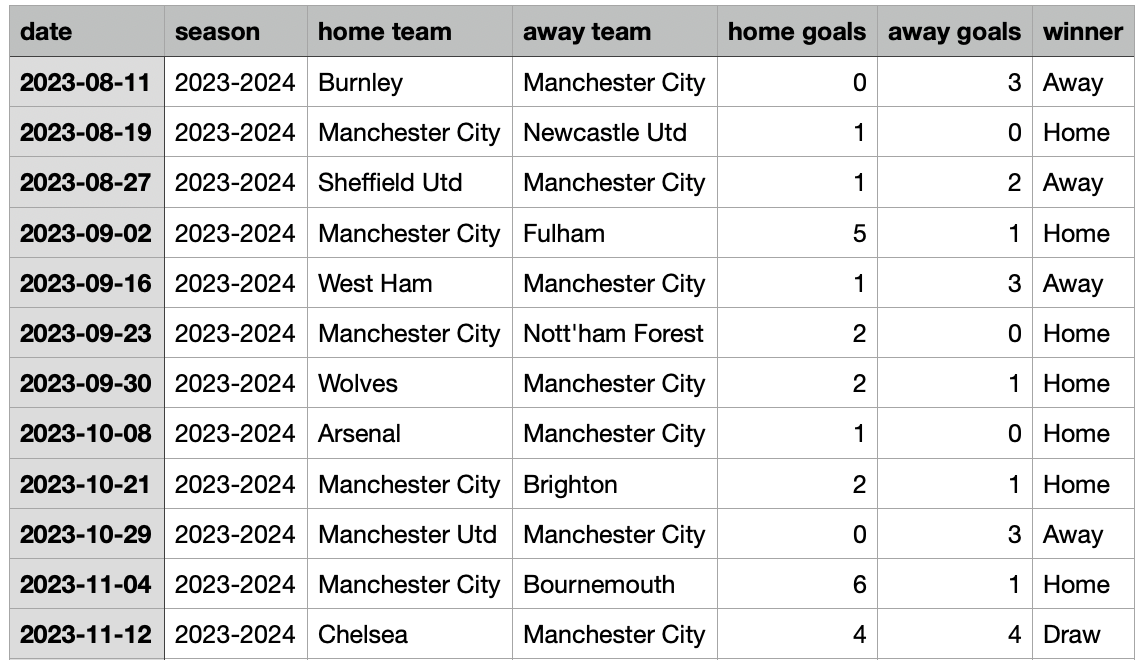 date season home team away team home goals away goals winner
2023-08-11 2023-2024 Burnley Manchester City 0 3 Away
2023-08-19 2023-2024 Manchester City Newcastle Utd 1 0 Home
2023-08-27 2023-2024 Sheffield Utd Manchester City 1 2 Away
2023-09-02 2023-2024 Manchester City Fulham 5 1 Home
2023-09-16 2023-2024 West Ham Manchester City 1 3 Away
2023-09-23 2023-2024 Manchester City Nott'ham Forest 2 0 Home
2023-09-30 2023-2024 Wolves Manchester City 2 1 Home
2023-10-08 2023-2024 Arsenal Manchester City 1 0 Home
2023-10-21 2023-2024 Manchester City Brighton 2 1 Home
2023-10-29 2023-2024 Manchester Utd Manchester City 0 3 Away
2023-11-04 2023-2024 Manchester City Bournemouth 6 1 Home
2023-11-12 2023-2024 Chelsea Manchester City 4 4 Draw